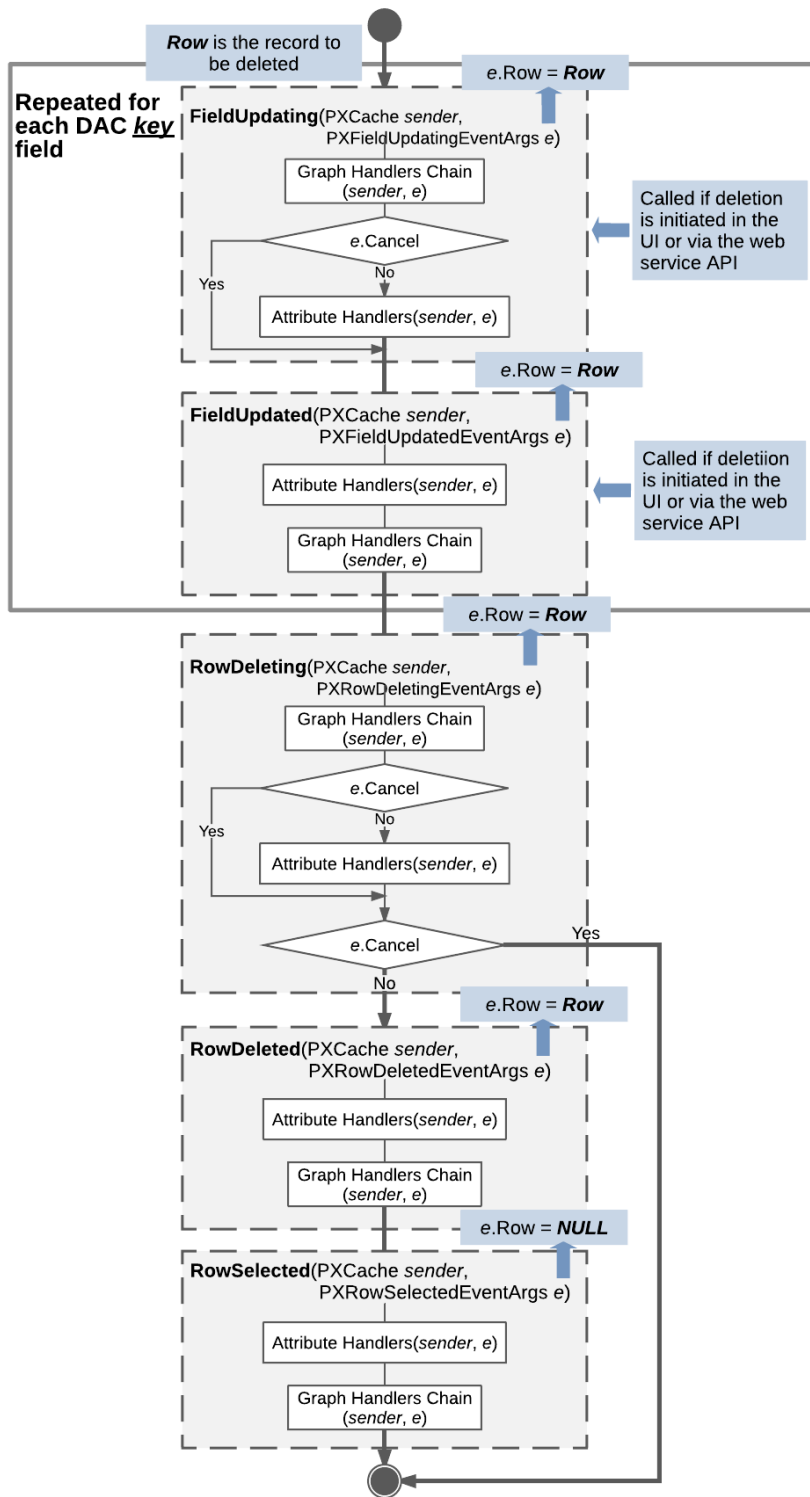 Row is the record to
be deleted
e.Row = Row
Repeated for
each DAC key
field
FieldUpdating(PXCache sender,
PXFieldUpdatingEventArgs e)
Graph Handlers Chain
(sender, e)
e.Cancel
Yes
No
Attribute Handlers(sender, e)
Called if deletion
is initiated in the
UI or via the web
service API
e.Row = Row
FieldUpdated(PXCache sender,
PXFieldUpdatedEventArgs e)
Attribute Handlers(sender, e)
Graph Handlers Chain
(sender, e)
Called if deletiion
is initiated in the
UI or via the web
service API
e.Row = Row
RowDeleting(PXCache sender,
PXRowDeletingEventArgs e)
Graph Handlers Chain
(sender, e)
e.Cancel
No
Yes
Attribute Handlers(sender, e)
e.Cancel
Yes
No
e.Row = Row
RowDeleted(PXCache sender,
PXRowDeletedEventArgs e)
Attribute Handlers(sender, e)
Graph Handlers Chain
(sender, e)
e.Row = NULL
RowSelected(PXCache sender,
PXRowSelectedEventArgs e)
Attribute Handlers(sender, e)
Graph Handlers Chain
(sender, e)